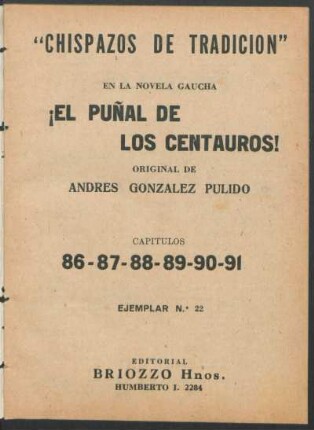 "CHISPAZOS DE TRADICION"
EN LA NOVELA GAUCHA
¡EL PUÑAL DE
LOS CENTAUROS!
ORIGINAL DE
ANDRES GONZALEZ PULIDO
CAPITULOS
86-87-88-89-90-91
EJEMPLAR N.º 22
EDITORIAL
BRIOZZO Hnos.
HUMBERTO I. 2284